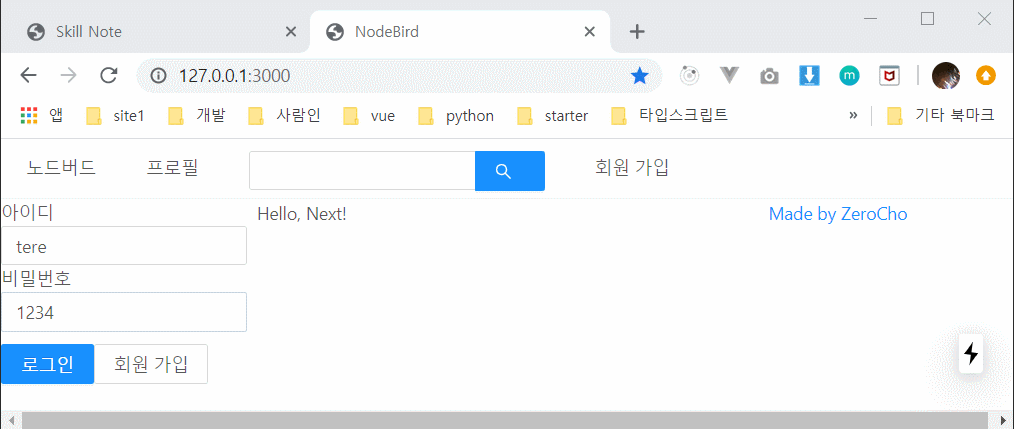 Skill Note
NodeBird
127.0.0.1:3000
앱 site1 개발 사람인 vue python starter 타입스크립트 » 기타 북마크
노드버드 프로필 회원 가입
아이디 Hello, Next! Made by ZeroCho
tere
비밀번호
1234
로그인 회원 가입